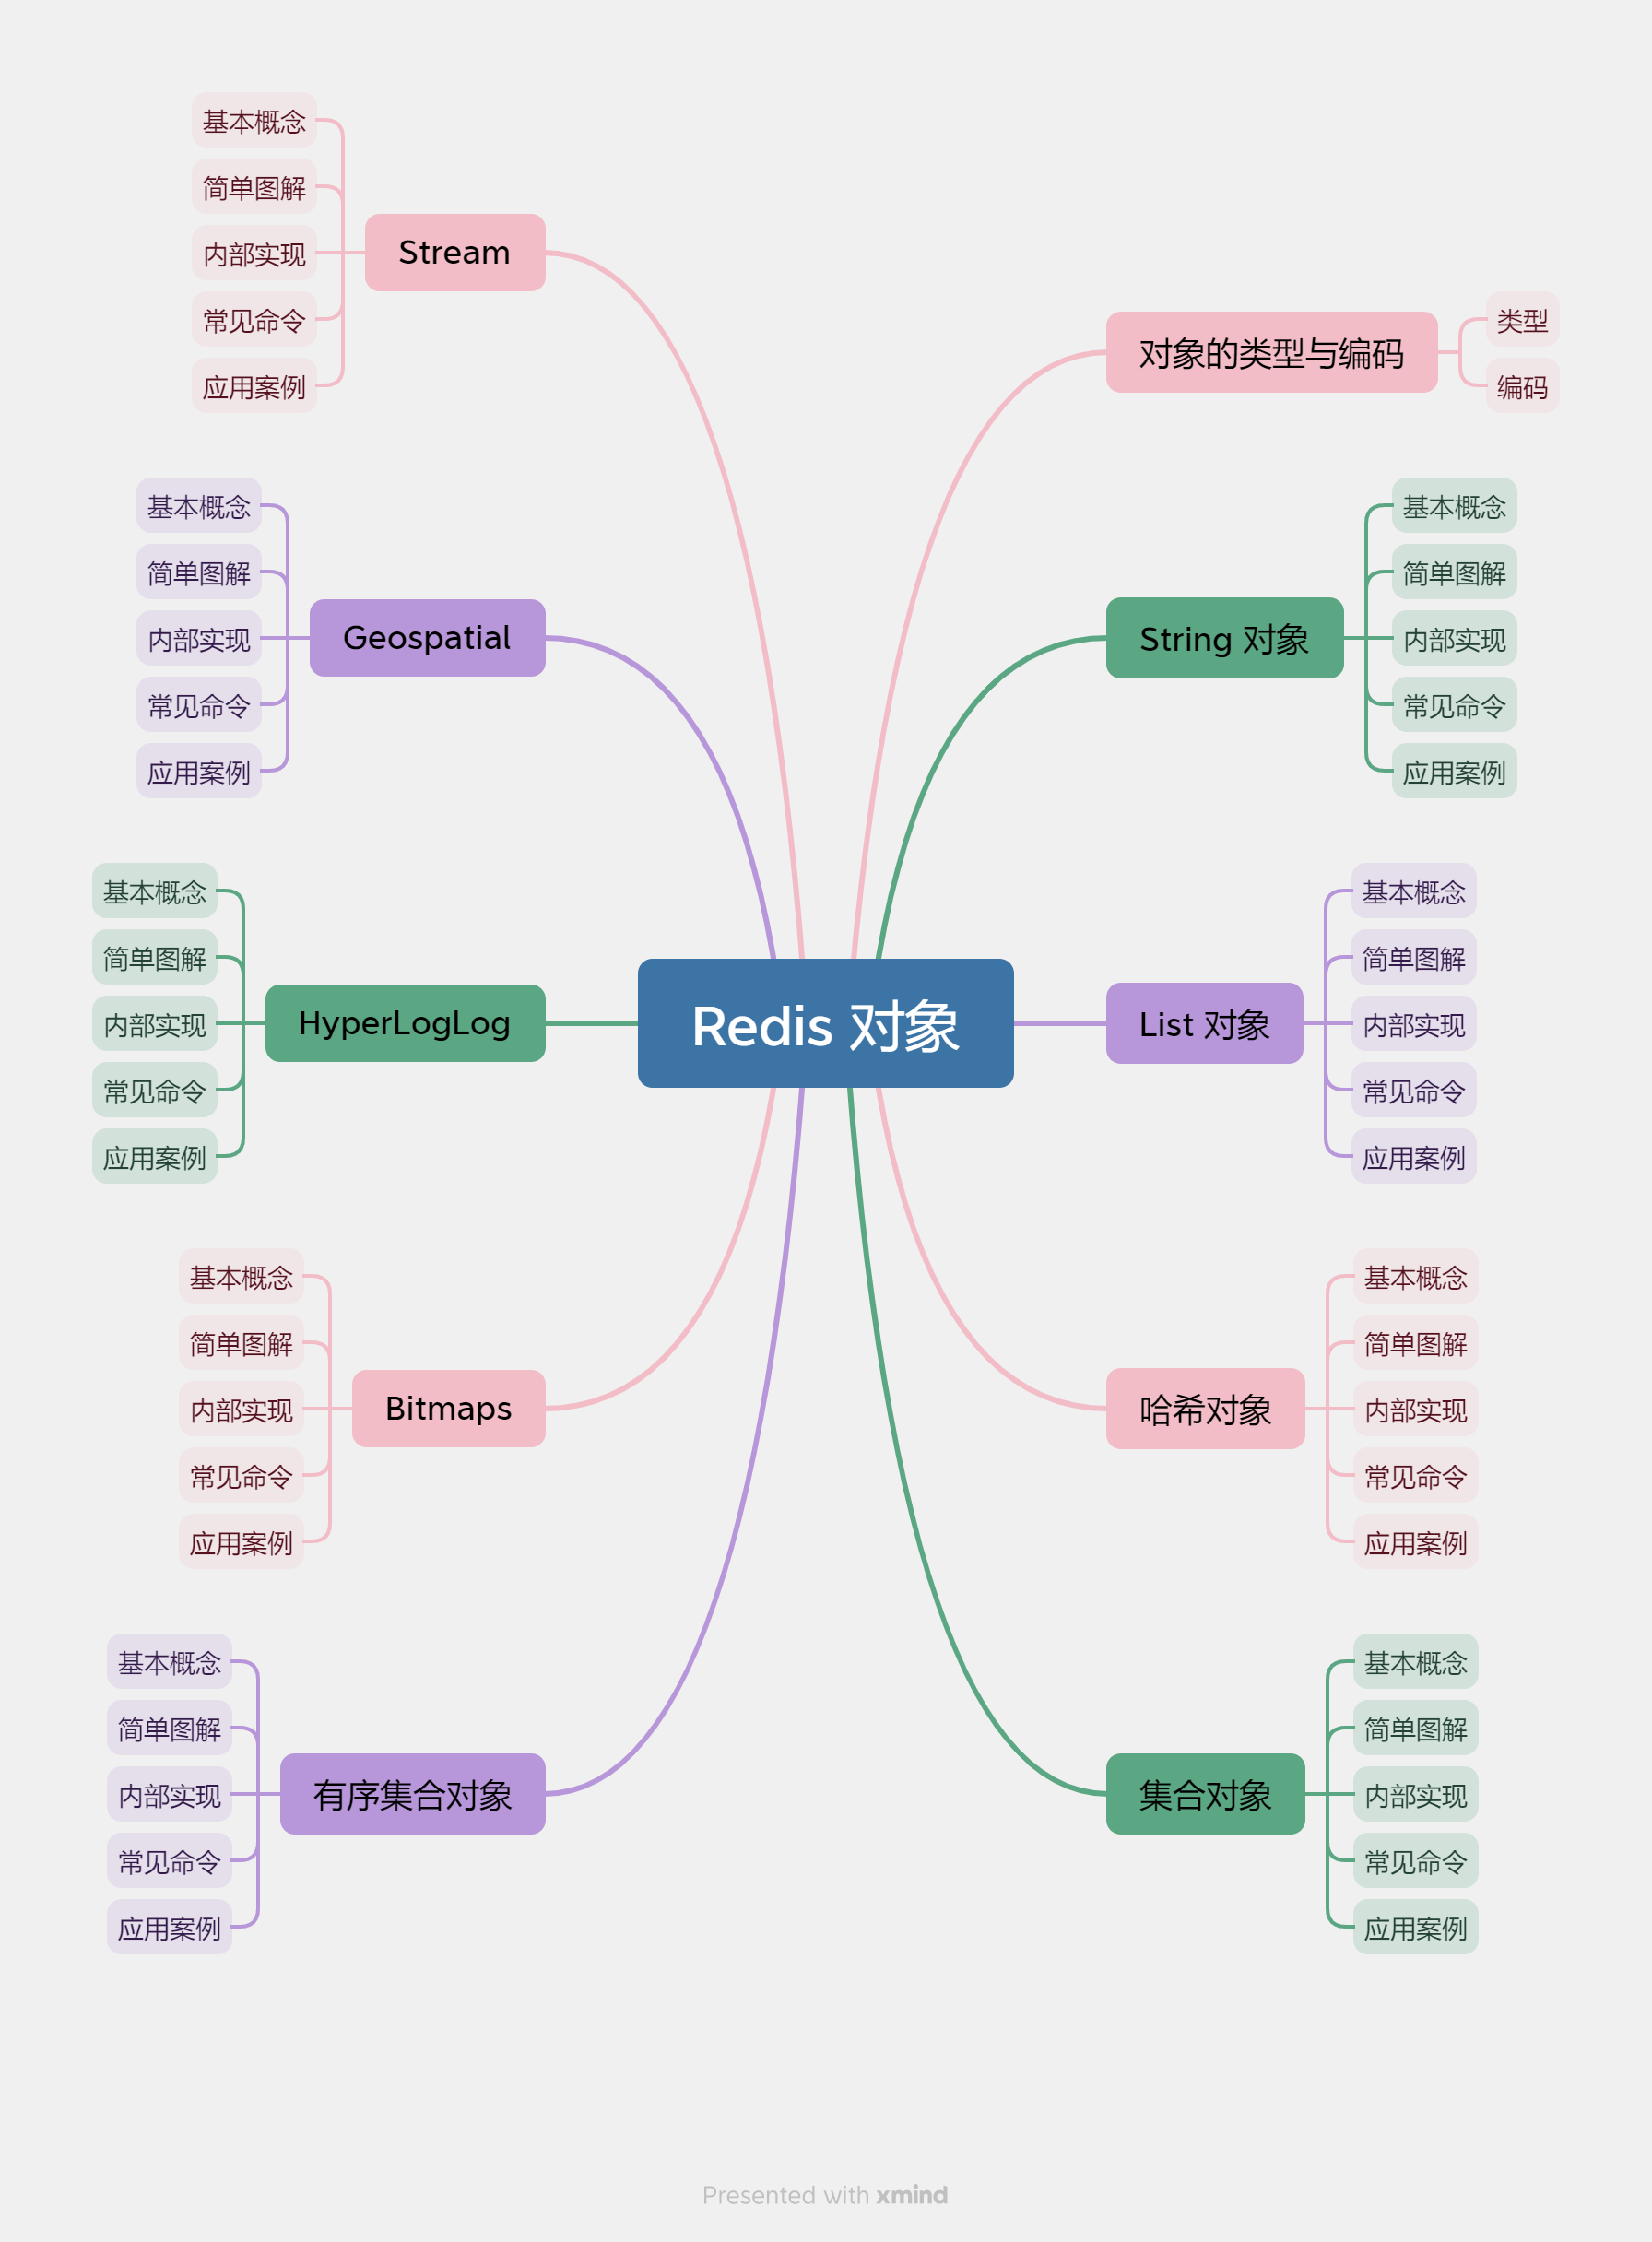 Redis 对象
对象的类型与编码
类型
编码
String 对象
基本概念
简单图解
内部实现
常见命令
应用案例
List 对象
基本概念
简单图解
内部实现
常见命令
应用案例
哈希对象
基本概念
简单图解
内部实现
常见命令
应用案例
集合对象
基本概念
简单图解
内部实现
常见命令
应用案例
有序集合对象
基本概念
简单图解
内部实现
常见命令
应用案例
Bitmaps
基本概念
简单图解
内部实现
常见命令
应用案例
HyperLogLog
基本概念
简单图解
内部实现
常见命令
应用案例
Geospatial
基本概念
简单图解
内部实现
常见命令
应用案例
Stream
基本概念
简单图解
内部实现
常见命令
应用案例
Presented with xmind